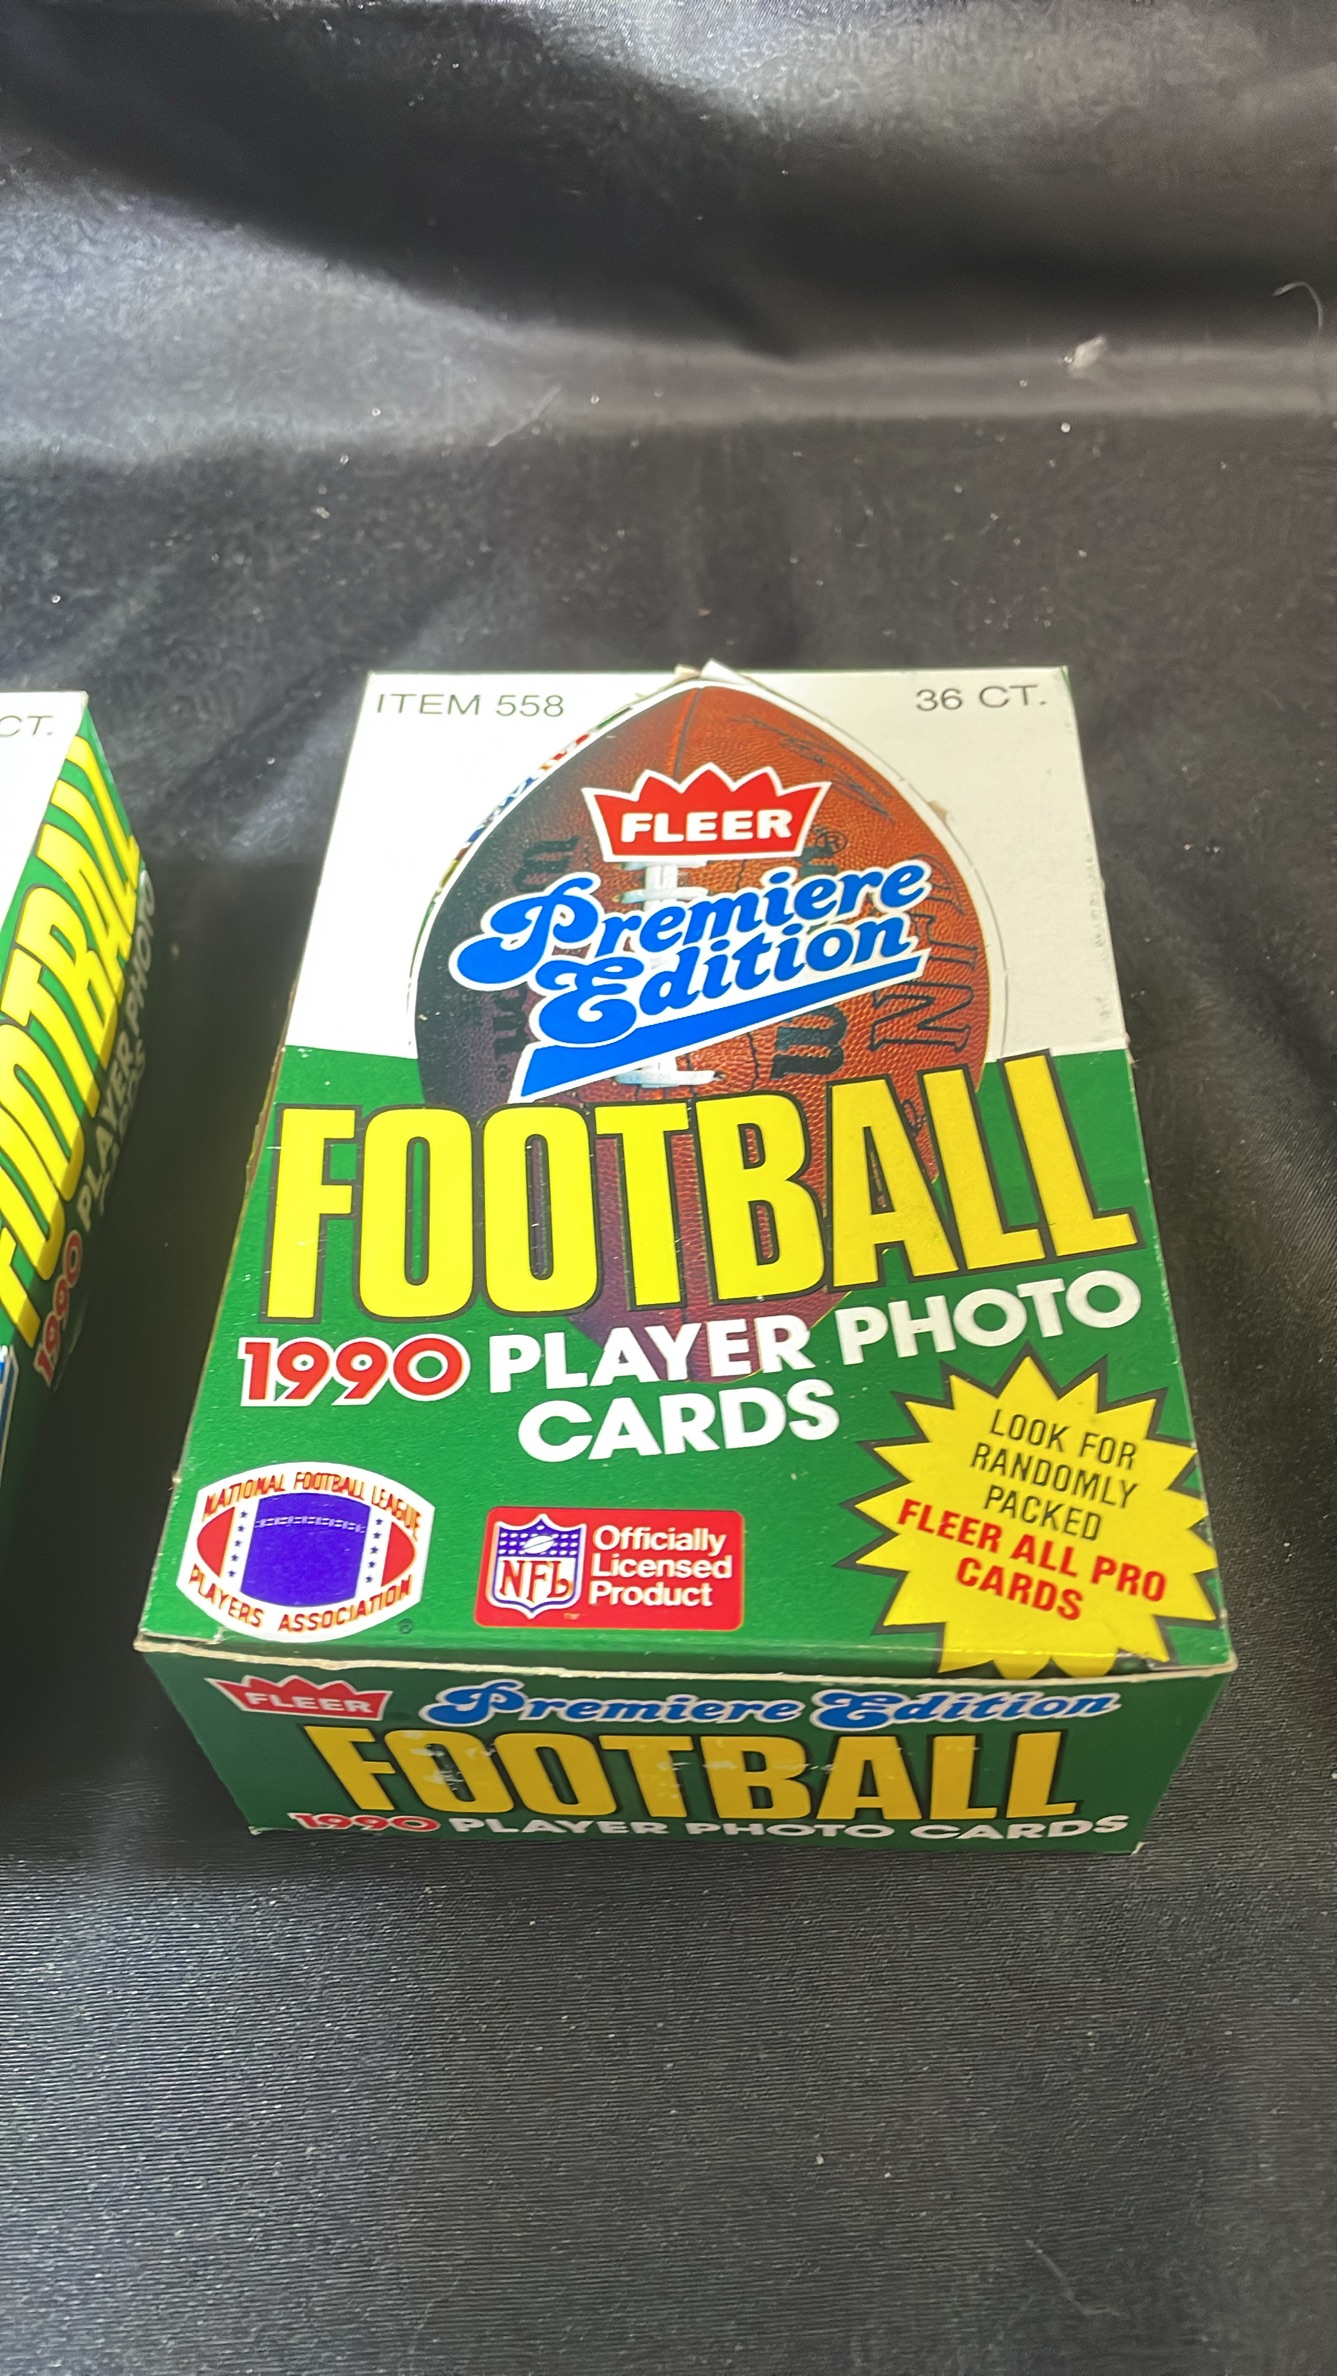 ITEM 558
36 CT.
FLEER
Premiere
Edition
FOOTBALL
1990 PLAYER PHOTO
CARDS
LOOK FOR
RANDOMLY
PACKED
FLEER ALL PRO
CARDS
NATIONAL FOOTBALL LEAGUE
PLAYERS ASSOCIATION
NFL
Officially
Licensed
Product
FLEER Premiere Edition
FOOTBALL
1990 PLAYER PHOTO CARDS
CT.
FOOTBALL
1990 PLAYER PHOTO